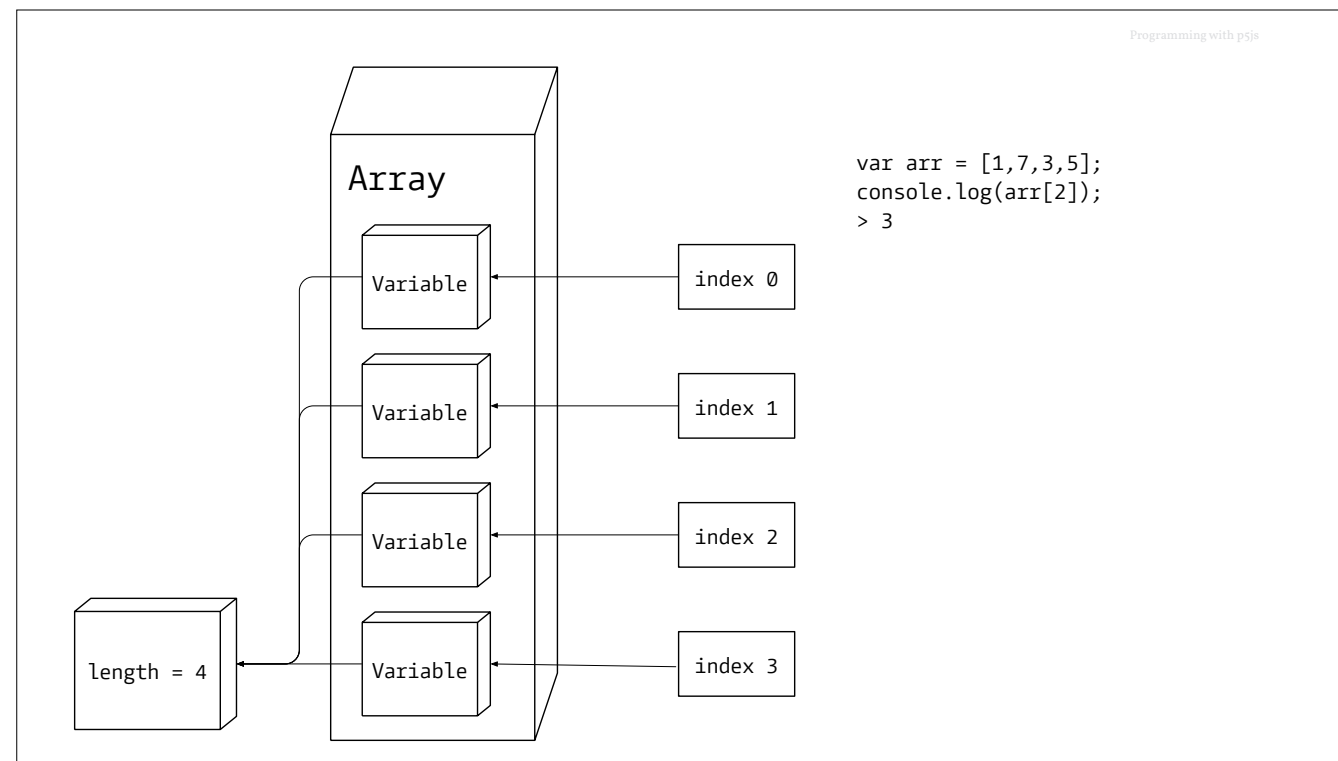 Programming with p5js
Array
var arr = [1,7,3,5];
console.log(arr[2]);
> 3
Variable
index 0
Variable
index 1
Variable
index 2
Variable
index 3
length = 4